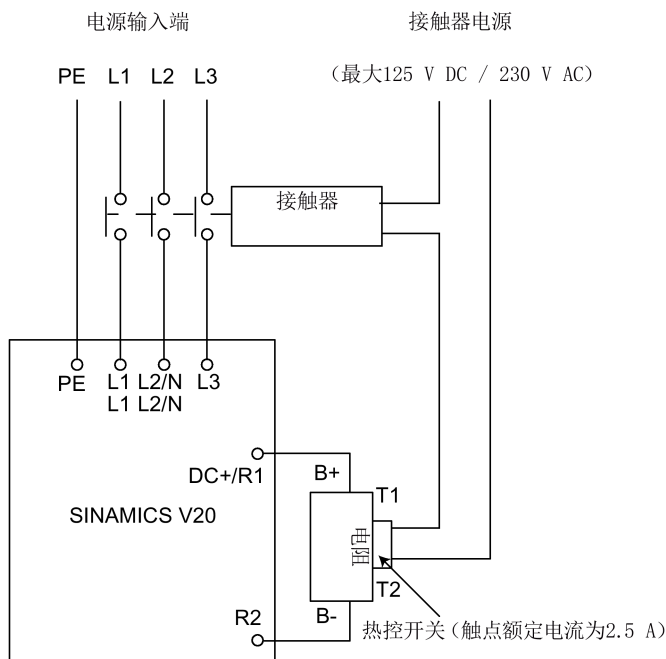 电源输入端 接触器电源
PE L1 L2 L3 （最大125 V DC / 230 V AC）
接触器
PE L1 L2/N L3
L1 L2/N
DC+/R1 B+
T1
SINAMICS V20
电阻
T2
R2 B-
热控开关（触点额定电流为2.5 A）